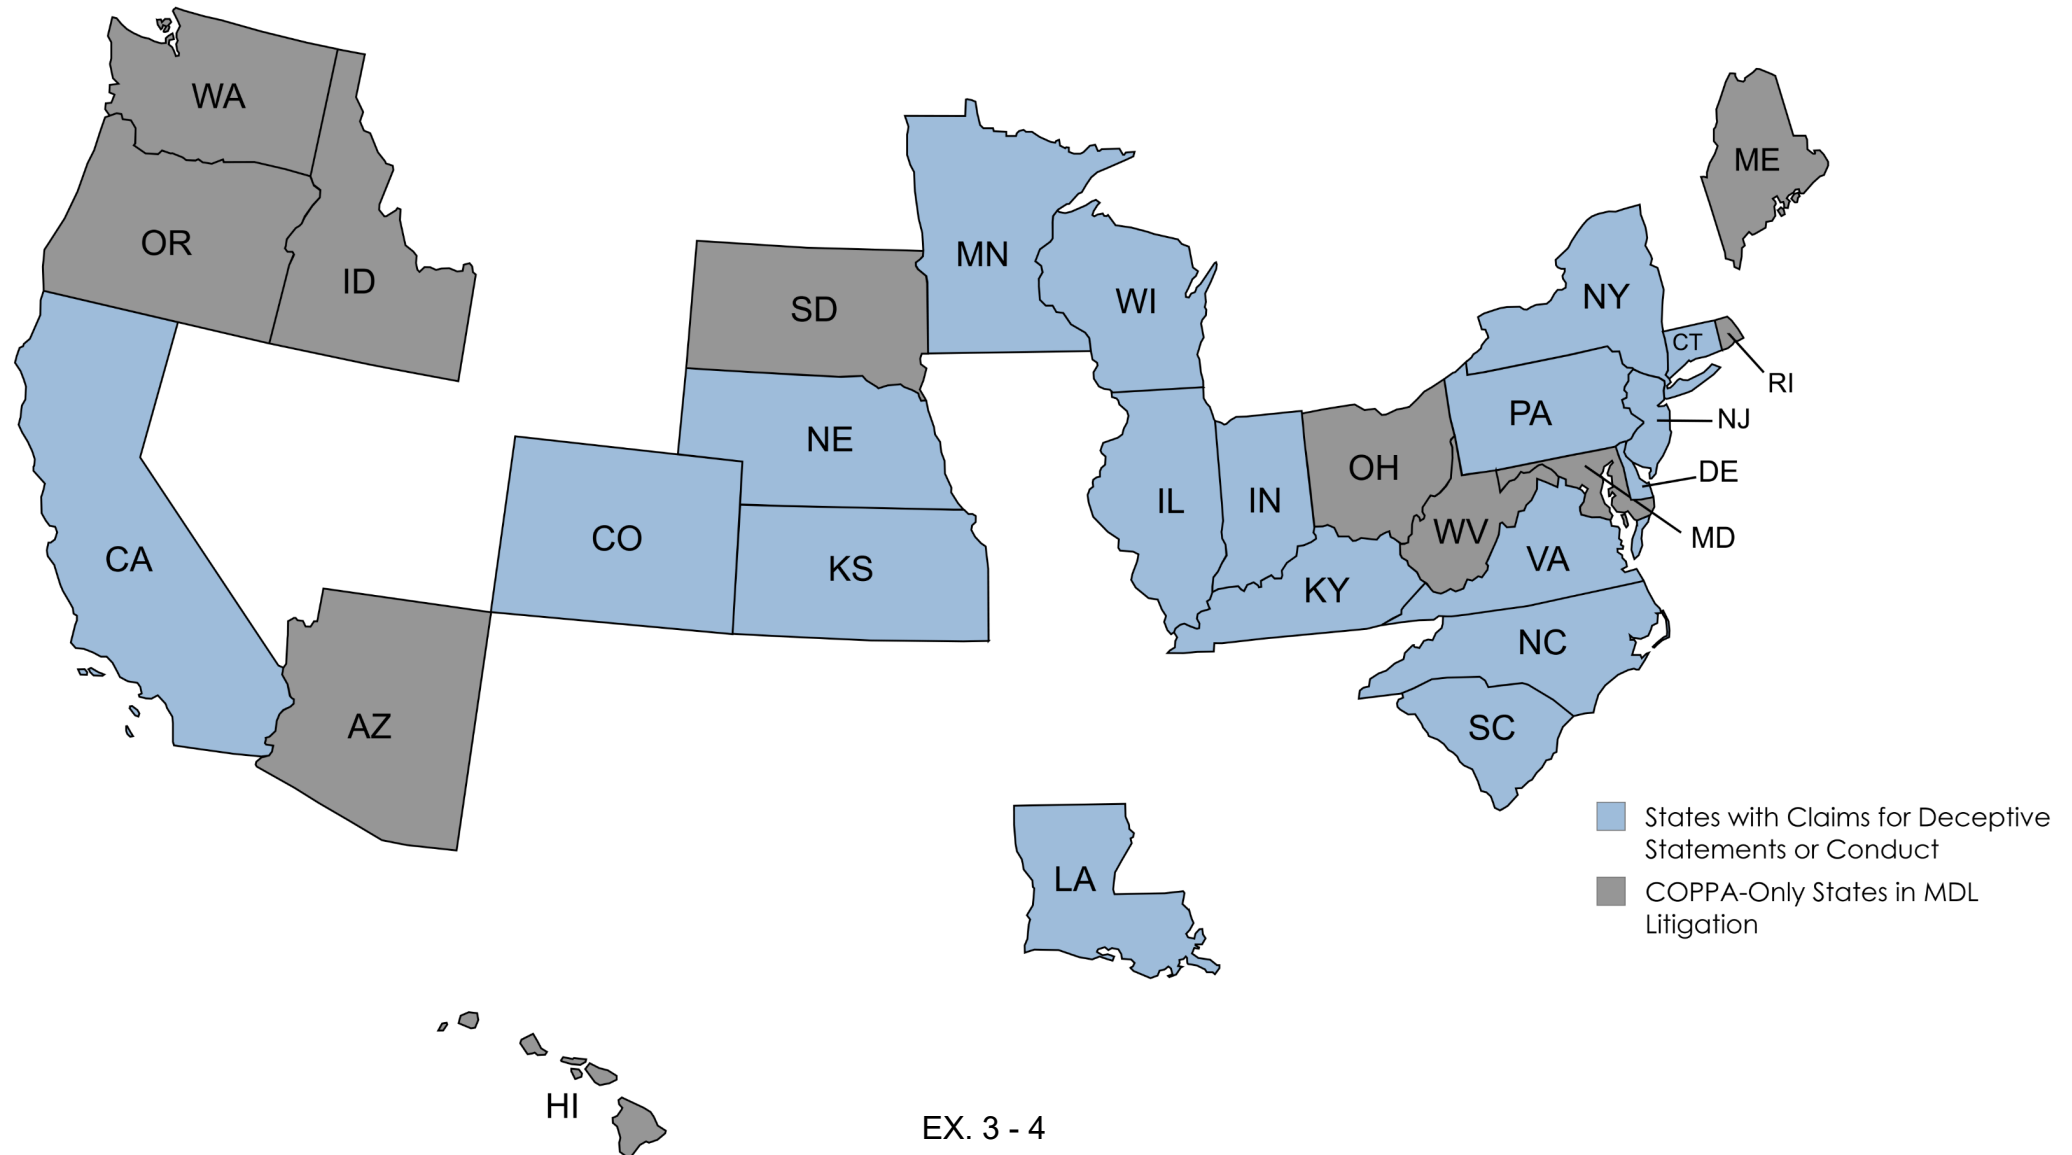 WA
ME
OR
ID
MN
SD
WI
NY
CT
RI
NE
PA
NJ
OH
DE
CO
IL
IN
WV
MD
CA
KS
KY
VA
NC
AZ
SC
States with Claims for Deceptive
Statements or Conduct
LA
COPPA-Only States in MDL
Litigation
HI
EX. 3 - 4